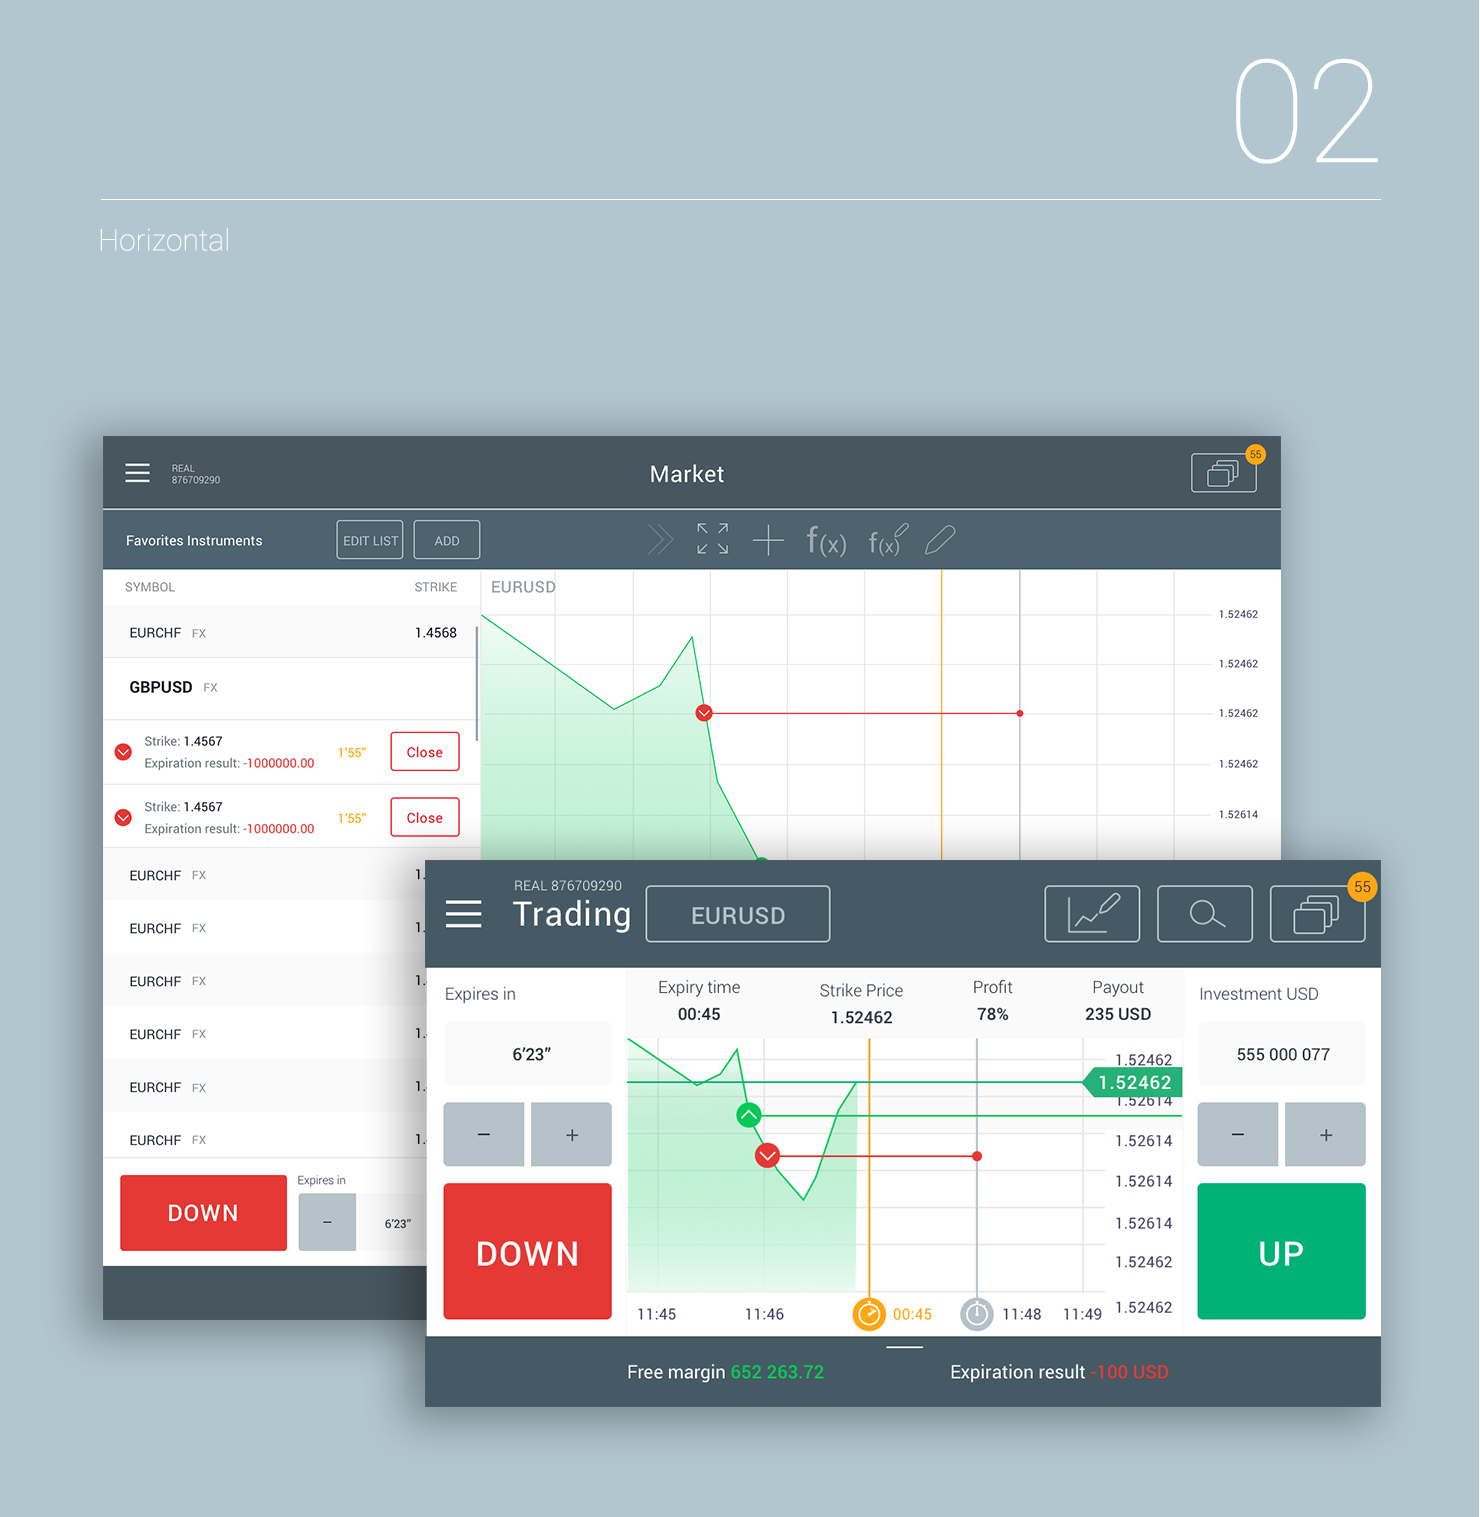 02
Horizontal
REAL
876709290
Market
55
Favorites Instruments
EDIT LIST
ADD
f(x)
f(x)
SYMBOL
STRIKE
EURCHF FX
1.4568
GBPUSD FX
Strike: 1.4567
Expiration result: -1000000.00
1'55"
Close
Strike: 1.4567
Expiration result: -1000000.00
1'55"
Close
EURCHF FX
1.
EURCHF FX
1.
EURCHF FX
1.
EURCHF FX
1.
EURCHF FX
1.
EURCHF FX
1.
DOWN
Expires in
−
6'23"
EURUSD
1.52462
1.52462
1.52462
1.52462
1.52614
REAL 876709290
Trading
EURUSD
55
Expires in
6'23"
− +
DOWN
Expiry time
00:45
Strike Price
1.52462
Profit
78%
Payout
235 USD
1.52462
1.52462
1.52614
1.52614
1.52614
1.52614
1.52462
1.52462
11:45
11:46
00:45
11:48
11:49
Investment USD
555 000 077
− +
UP
Free margin 652 263.72
Expiration result -100 USD